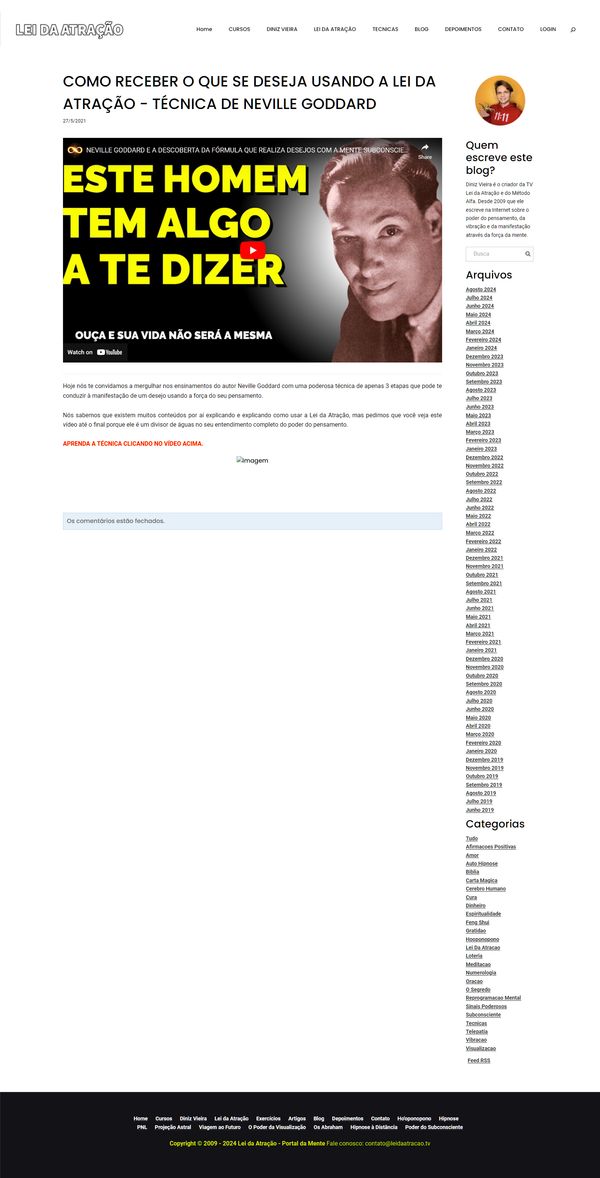 LEI DA ATRAÇÃO
Home CURSOS DINIZ VIEIRA LEI DA ATRAÇÃO TECNICAS BLOG DEPOIMENTOS CONTATO LOGIN
COMO RECEBER O QUE SE DESEJA USANDO A LEI DA
ATRAÇÃO - TÉCNICA DE NEVILLE GODDARD
27/5/2021
NEVILLE GODDARD E A DESCOBERTA DA FÓRMULA QUE REALIZA DESEJOS COM A MENTE SUBCONSCIE...
Share
ESTE HOMEM
TEM ALGO
A TE DIZER
OUÇA E SUA VIDA NÃO SERÁ A MESMA
Watch on YouTube
Hoje nós te convidamos a mergulhar nos ensinamentos do autor Neville Goddard com uma poderosa técnica de apenas 3 etapas que pode te
conduzir à manifestação de um desejo usando a força do seu pensamento.
Nós sabemos que existem muitos conteúdos por aí explicando e explicando como usar a Lei da Atração, mas pedimos que você veja este
vídeo até o final porque ele é um divisor de águas no seu entendimento completo do poder do pensamento.
APRENDA A TÉCNICA CLICANDO NO VÍDEO ACIMA.
Imagem
Os comentários estão fechados.
11:11
Quem
escreve este
blog?
Diniz Vieira é o criador da TV
Lei da Atração e do Método
Alfa. Desde 2009 que ele
escreve na Internet sobre o
poder do pensamento, da
vibração e da manifestação
através da força da mente.
Busca
Arquivos
Agosto 2024
Julho 2024
Junho 2024
Maio 2024
Abril 2024
Março 2024
Fevereiro 2024
Janeiro 2024
Dezembro 2023
Novembro 2023
Outubro 2023
Setembro 2023
Agosto 2023
Julho 2023
Junho 2023
Maio 2023
Abril 2023
Março 2023
Fevereiro 2023
Janeiro 2023
Dezembro 2022
Novembro 2022
Outubro 2022
Setembro 2022
Agosto 2022
Julho 2022
Junho 2022
Maio 2022
Abril 2022
Março 2022
Fevereiro 2022
Janeiro 2022
Dezembro 2021
Novembro 2021
Outubro 2021
Setembro 2021
Agosto 2021
Julho 2021
Junho 2021
Maio 2021
Abril 2021
Março 2021
Fevereiro 2021
Janeiro 2021
Dezembro 2020
Novembro 2020
Outubro 2020
Setembro 2020
Agosto 2020
Julho 2020
Junho 2020
Maio 2020
Abril 2020
Março 2020
Fevereiro 2020
Janeiro 2020
Dezembro 2019
Novembro 2019
Outubro 2019
Setembro 2019
Agosto 2019
Julho 2019
Junho 2019
Categorias
Tudo
Afirmacoes Positivas
Amor
Auto Hipnose
Biblia
Carta Magica
Cerebro Humano
Cura
Dinheiro
Espiritualidade
Feng Shui
Gratidao
Hooponopono
Lei Da Atracao
Loteria
Meditacao
Numerologia
Oracao
O Segredo
Reprogramacao Mental
Sinais Poderosos
Subconsciente
Tecnicas
Telepatia
Vibracao
Visualizacao
Feed RSS
Home Cursos Diniz Vieira Lei da Atração Exercícios Artigos Blog Depoimentos Contato Ho'oponopono Hipnose
PNL Projeção Astral Viagem ao Futuro O Poder da Visualização Os Abraham Hipnose à Distância Poder do Subconsciente
Copyright © 2009 - 2024 Lei da Atração - Portal da Mente Fale conosco: contato@leidaatracao.tv